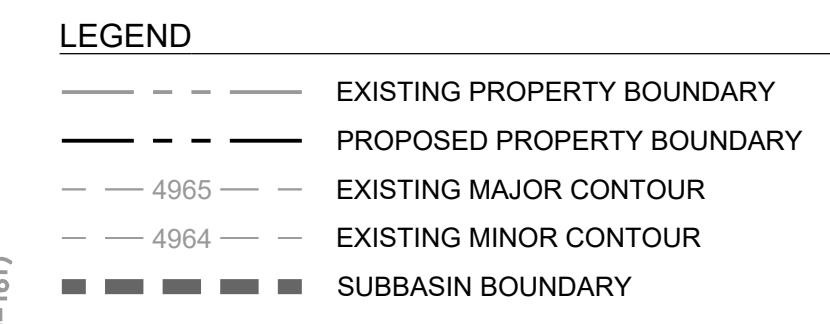 LEGEND
EXISTING PROPERTY BOUNDARY
PROPOSED PROPERTY BOUNDARY
4965 EXISTING MAJOR CONTOUR
4964 EXISTING MINOR CONTOUR
SUBBASIN BOUNDARY